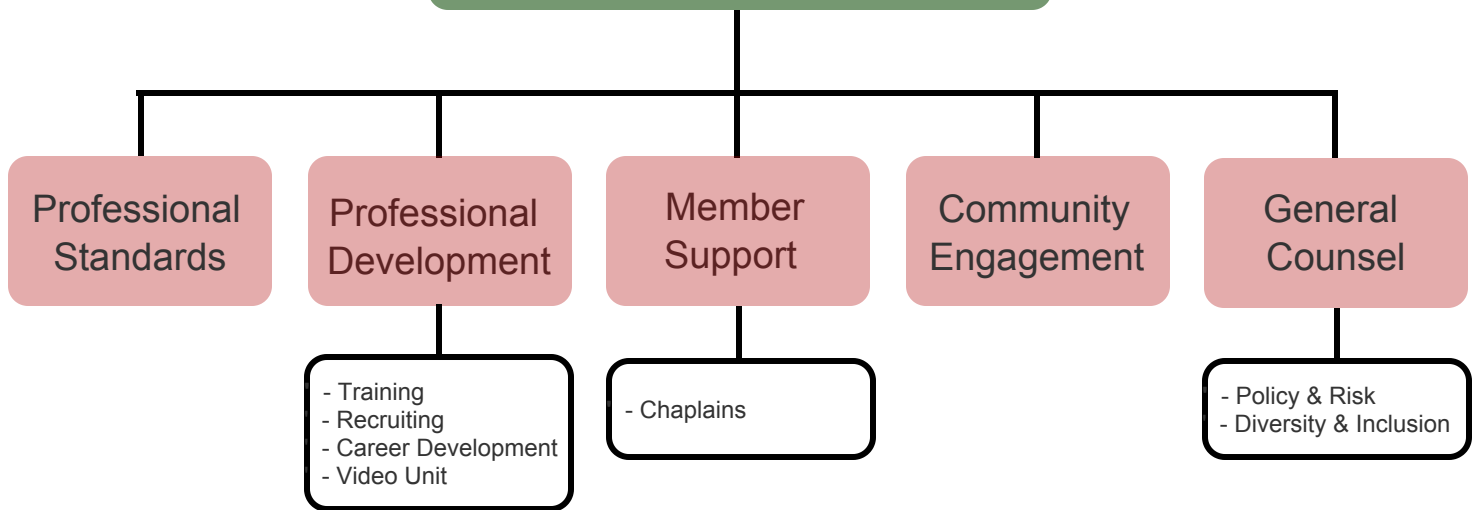 Professional
Standards
Professional
Development
Member
Support
Community
Engagement
General
Counsel
- Training
- Recruiting
- Career Development
- Video Unit
- Chaplains
- Policy & Risk
- Diversity & Inclusion